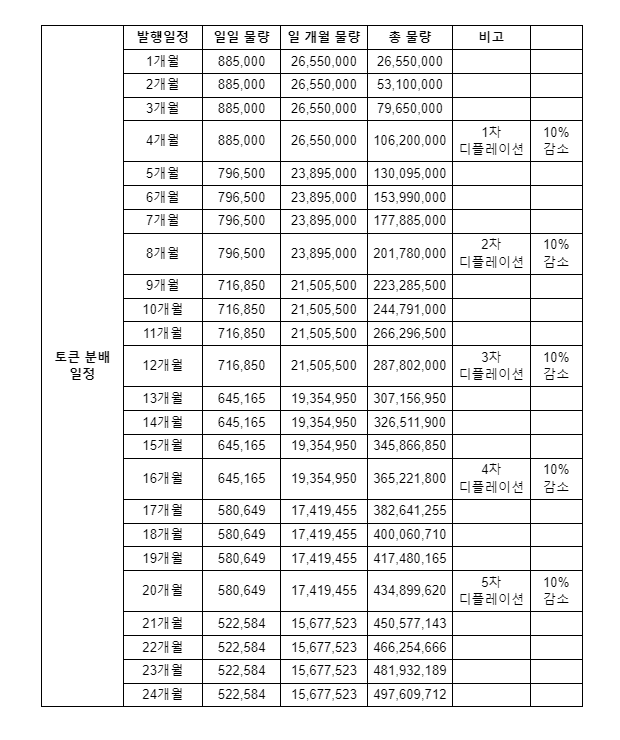 발행일정 일일 물량 일 개월 물량 총 물량 비고
1개월 885,000 26,550,000 26,550,000
2개월 885,000 26,550,000 53,100,000
3개월 885,000 26,550,000 79,650,000
4개월 885,000 26,550,000 106,200,000 1차 디플레이션 10% 감소
5개월 796,500 23,895,000 130,095,000
6개월 796,500 23,895,000 153,990,000
7개월 796,500 23,895,000 177,885,000
8개월 796,500 23,895,000 201,780,000 2차 디플레이션 10% 감소
9개월 716,850 21,505,500 223,285,500
10개월 716,850 21,505,500 244,791,000
11개월 716,850 21,505,500 266,296,500
토큰 분배 일정
12개월 716,850 21,505,500 287,802,000 3차 디플레이션 10% 감소
13개월 645,165 19,354,950 307,156,950
14개월 645,165 19,354,950 326,511,900
15개월 645,165 19,354,950 345,866,850
16개월 645,165 19,354,950 365,221,800 4차 디플레이션 10% 감소
17개월 580,649 17,419,455 382,641,255
18개월 580,649 17,419,455 400,060,710
19개월 580,649 17,419,455 417,480,165
20개월 580,649 17,419,455 434,899,620 5차 디플레이션 10% 감소
21개월 522,584 15,677,523 450,577,143
22개월 522,584 15,677,523 466,254,666
23개월 522,584 15,677,523 481,932,189
24개월 522,584 15,677,523 497,609,712